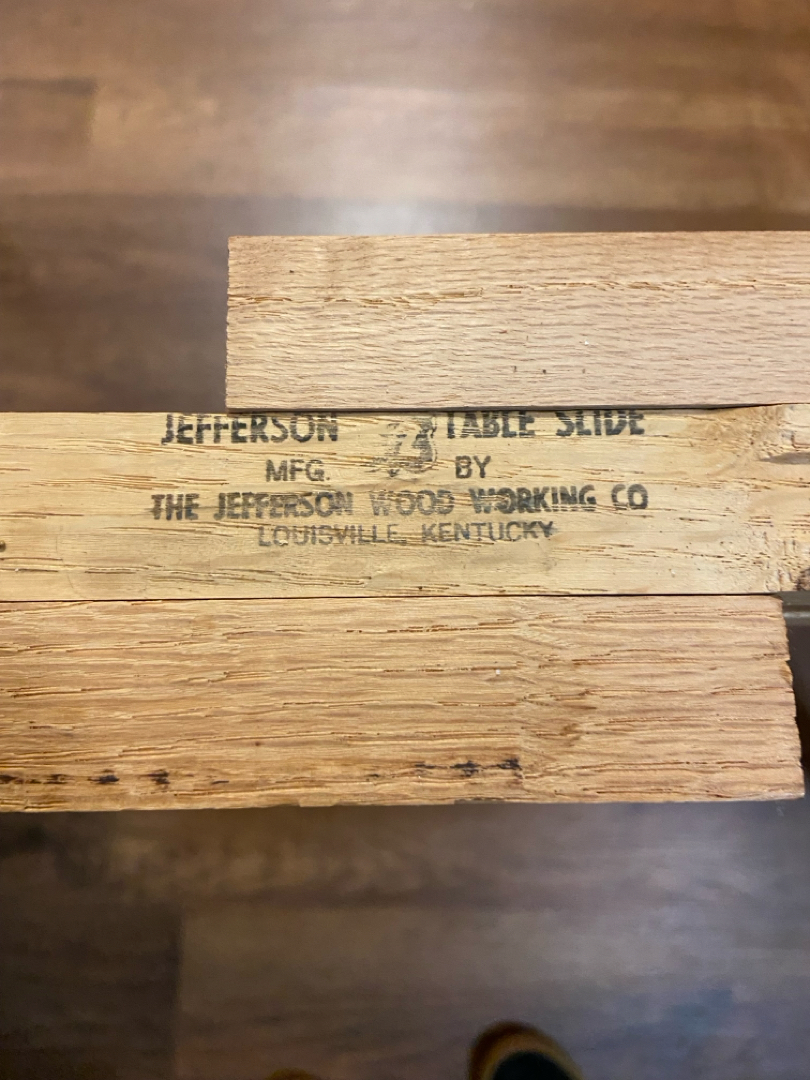 JEFFERSON TABLE SLIDE
MFG. BY
THE JEFFERSON WOOD WORKING CO
LOUISVILLE, KENTUCKY